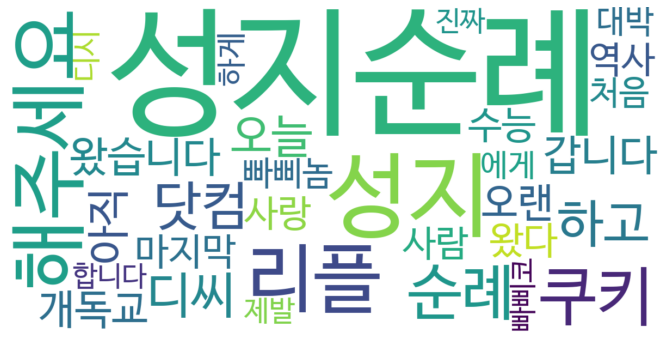 성지순례
해주세요
디시
하게
진짜
대박
역사
처음
수능
오늘
왔습니다
빠삐놈
에게
갑니다
성지
아직
닷컴
사랑
오랜
하고
마지막
사람
왔다
합니다
리플
빠삐코
쿠키
개독교
디씨
제발
순례